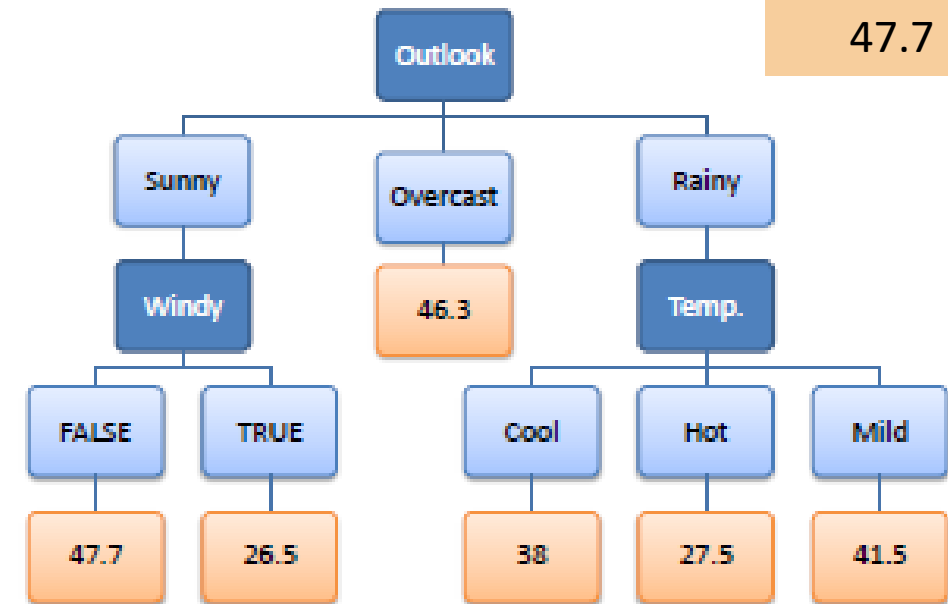 47.7
Outlook
Sunny
Overcast
Rainy
Windy
46.3
Temp.
FALSE
TRUE
Cool
Hot
Mild
47.7
26.5
38
27.5
41.5